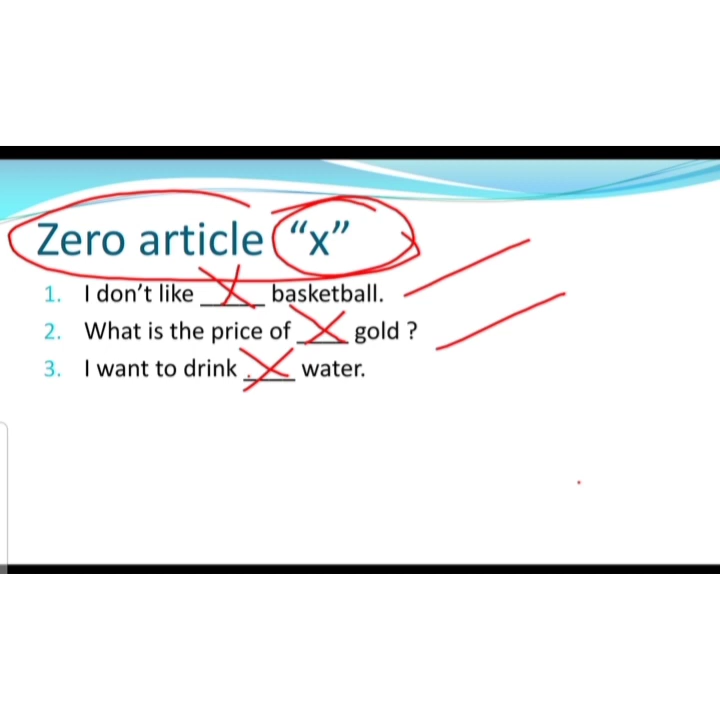 Zero article “x”
1. I don’t like ____ X basketball.
2. What is the price of ____ X gold ?
3. I want to drink ____ X water.